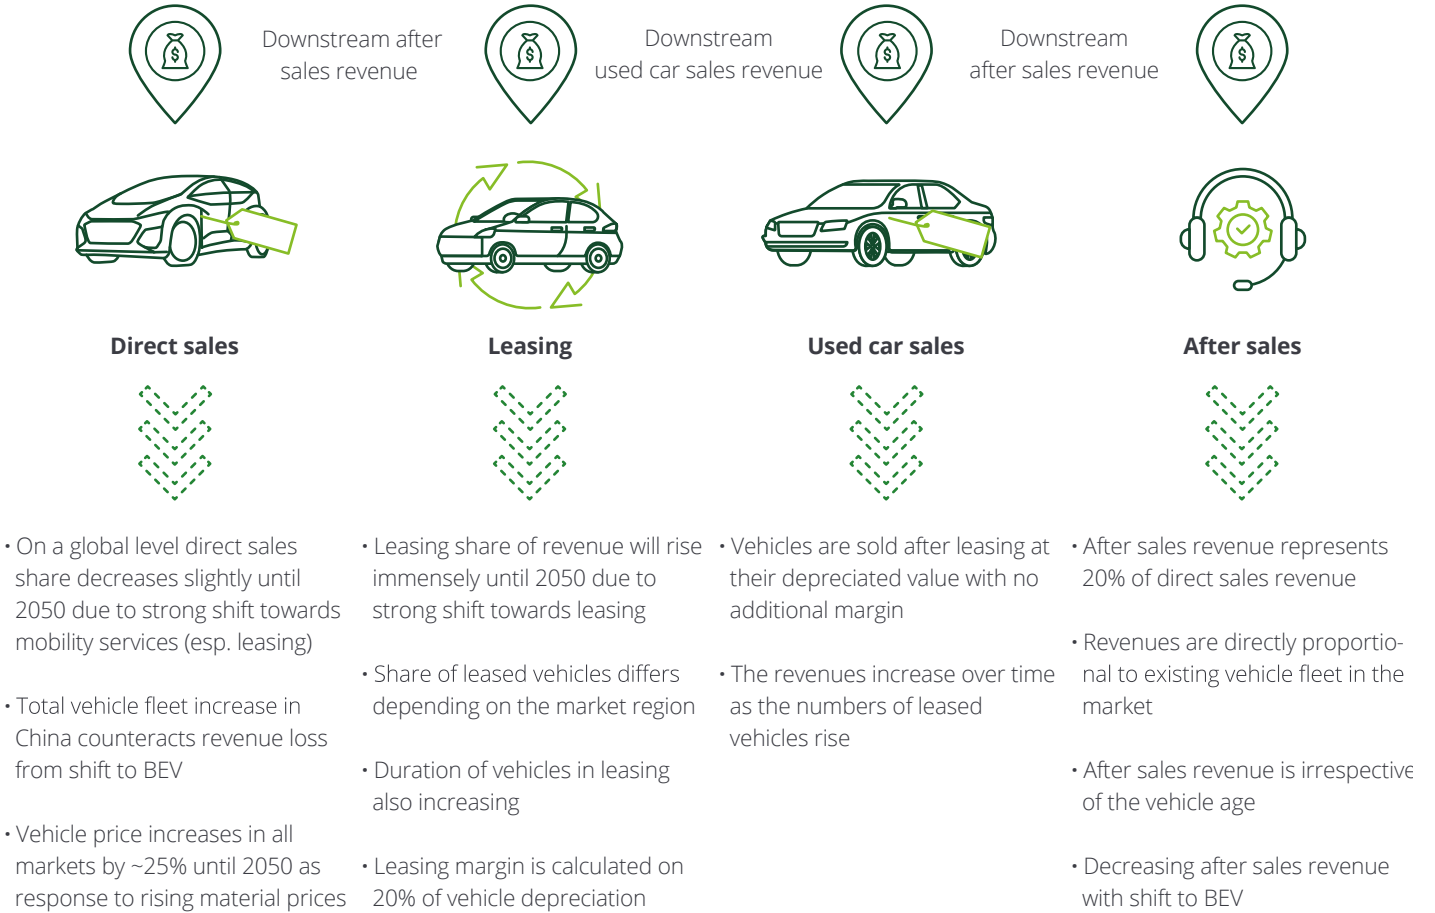 Downstream after
sales revenue
Downstream
used car sales revenue
Downstream
after sales revenue
$
$
$
$
Direct sales
Leasing
Used car sales
After sales
• On a global level direct sales
share decreases slightly until
2050 due to strong shift towards
mobility services (esp. leasing)
• Total vehicle fleet increase in
China counteracts revenue loss
from shift to BEV
• Vehicle price increases in all
markets by ~25% until 2050 as
response to rising material prices
• Leasing share of revenue will rise
immensely until 2050 due to
strong shift towards leasing
• Share of leased vehicles differs
depending on the market region
• Duration of vehicles in leasing
also increasing
• Leasing margin is calculated on
20% of vehicle depreciation
• Vehicles are sold after leasing at
their depreciated value with no
additional margin
• The revenues increase over time
as the numbers of leased
vehicles rise
• After sales revenue represents
20% of direct sales revenue
• Revenues are directly proportio-
nal to existing vehicle fleet in the
market
• After sales revenue is irrespective
of the vehicle age
• Decreasing after sales revenue
with shift to BEV